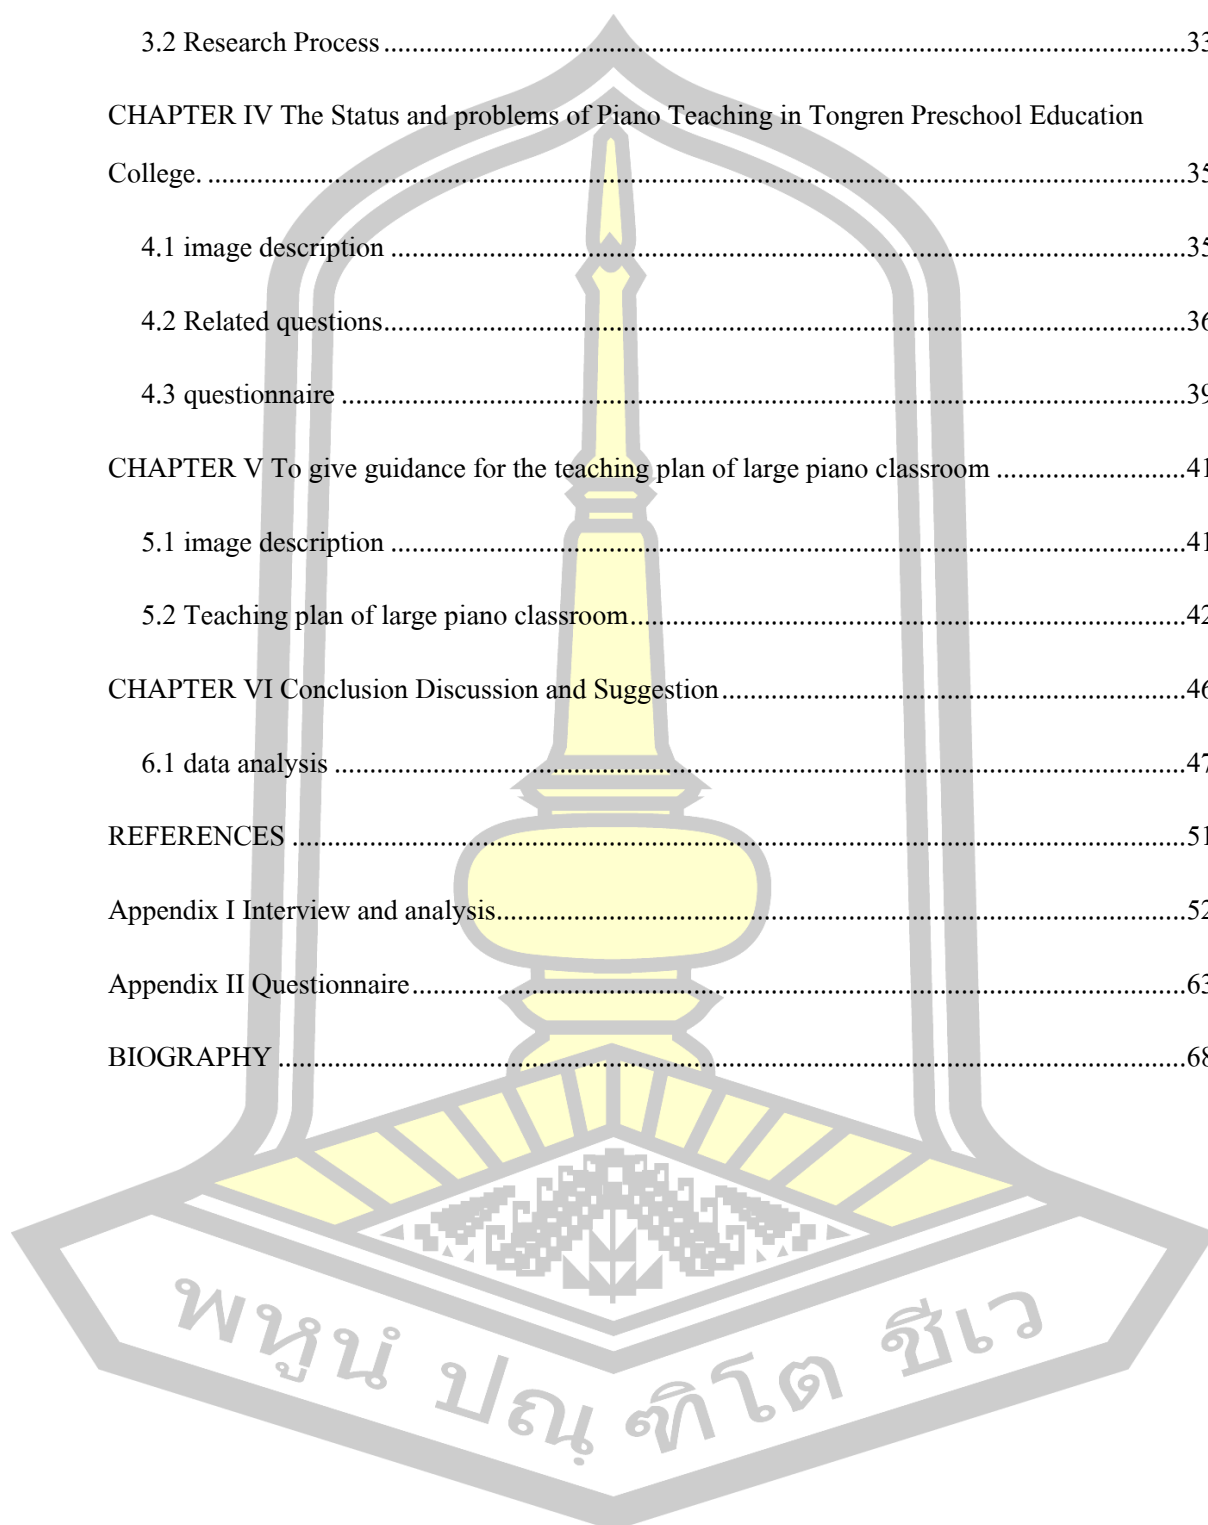 3.2 Research Process ........ 33
CHAPTER IV The Status and problems of Piano Teaching in Tongren Preschool Education
College. ........ 35
4.1 image description ........ 35
4.2 Related questions ........ 36
4.3 questionnaire ........ 39
CHAPTER V To give guidance for the teaching plan of large piano classroom ........ 41
5.1 image description ........ 41
5.2 Teaching plan of large piano classroom ........ 42
CHAPTER VI Conclusion Discussion and Suggestion ........ 46
6.1 data analysis ........ 47
REFERENCES ........ 51
Appendix I Interview and analysis ........ 52
Appendix II Questionnaire ........ 63
BIOGRAPHY ........ 68
พหูนํ ปณฺฑิโต ชีเว